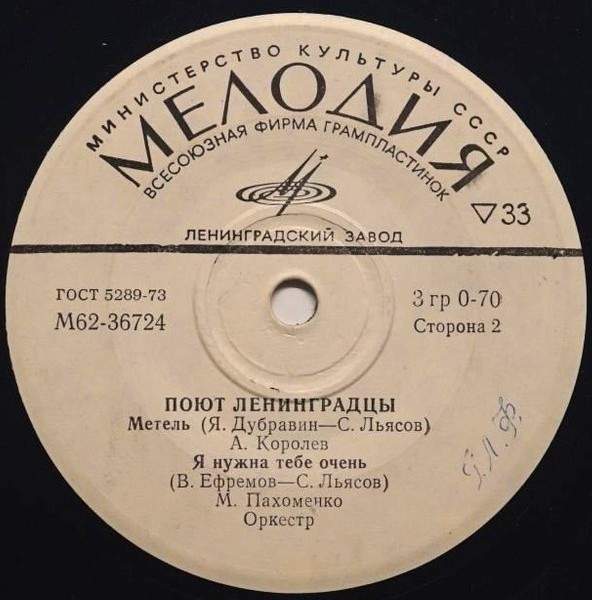 МИНИСТЕРСТВО КУЛЬТУРЫ СССР
МЕЛОДИЯ
ВСЕСОЮЗНАЯ ФИРМА ГРАМПЛАСТИНОК
ЛЕНИНГРАДСКИЙ ЗАВОД
▽33
ГОСТ 5289-73
М62-36724
3 гр 0-70
Сторона 2
ПОЮТ ЛЕНИНГРАДЦЫ
Метель (Я. Дубравин—С. Льясов)
А. Королев
Я нужна тебе очень
(В. Ефремов—С. Льясов)
М. Пахоменко
Оркестр